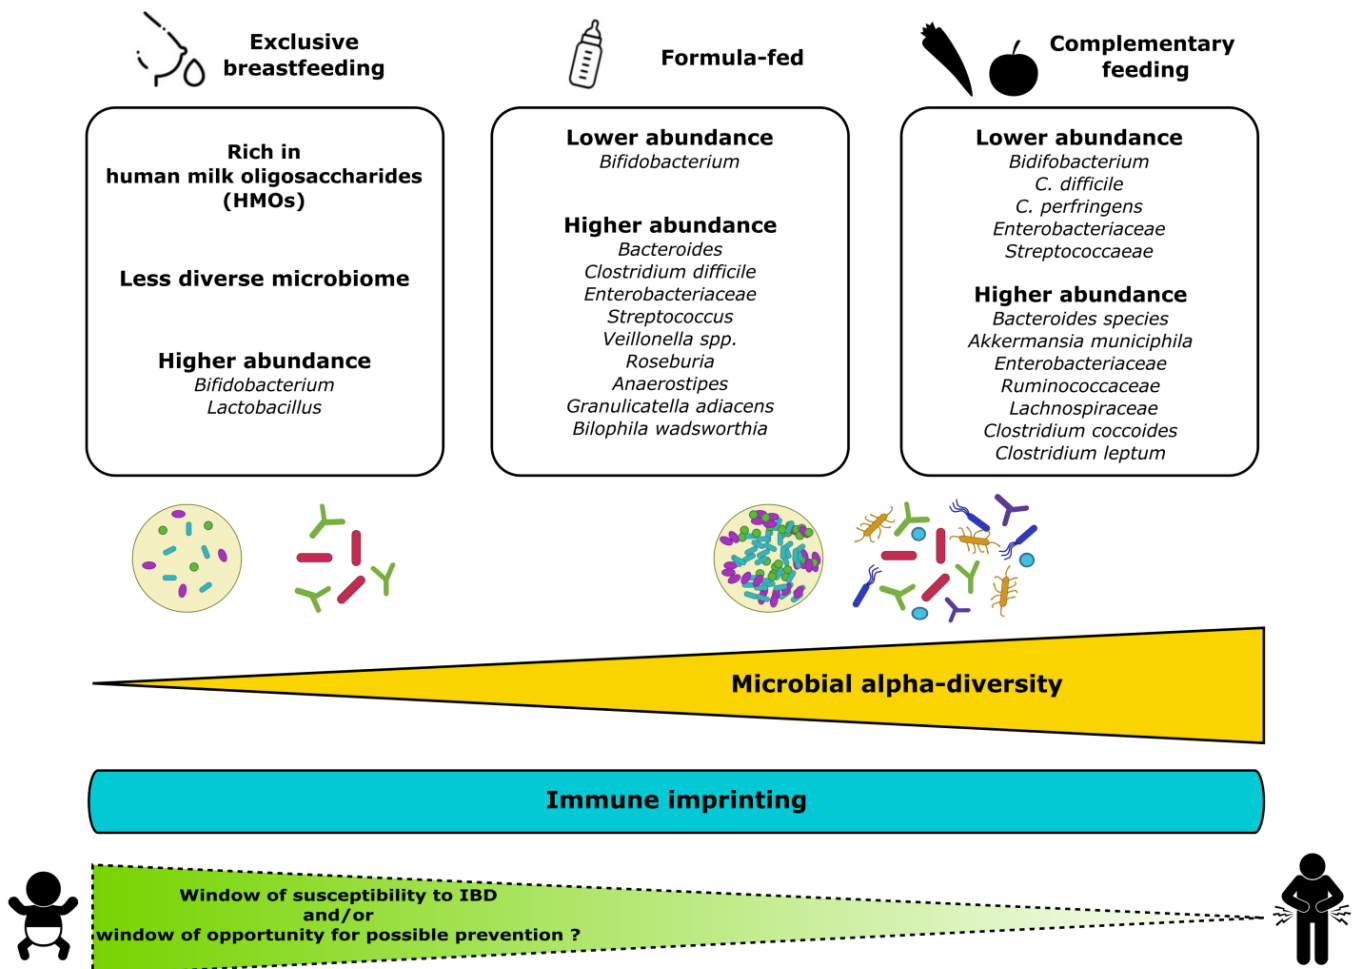 Exclusive
breastfeeding
Rich in
human milk oligosaccharides
(HMOs)
Less diverse microbiome
Higher abundance
Bifidobacterium
Lactobacillus
Formula-fed
Lower abundance
Bifidobacterium
Higher abundance
Bacteroides
Clostridium difficile
Enterobacteriaceae
Streptococcus
Veillonella spp.
Roseburia
Anaerostipes
Granulicatella adiacens
Bilophila wadsworthia
Complementary
feeding
Lower abundance
Bidifobacterium
C. difficile
C. perfringens
Enterobacteriaceae
Streptococcaeae
Higher abundance
Bacteroides species
Akkermansia municiphila
Enterobacteriaceae
Ruminococcaceae
Lachnospiraceae
Clostridium coccoides
Clostridium leptum
Microbial alpha-diversity
Immune imprinting
Window of susceptibility to IBD
and/or
window of opportunity for possible prevention ?